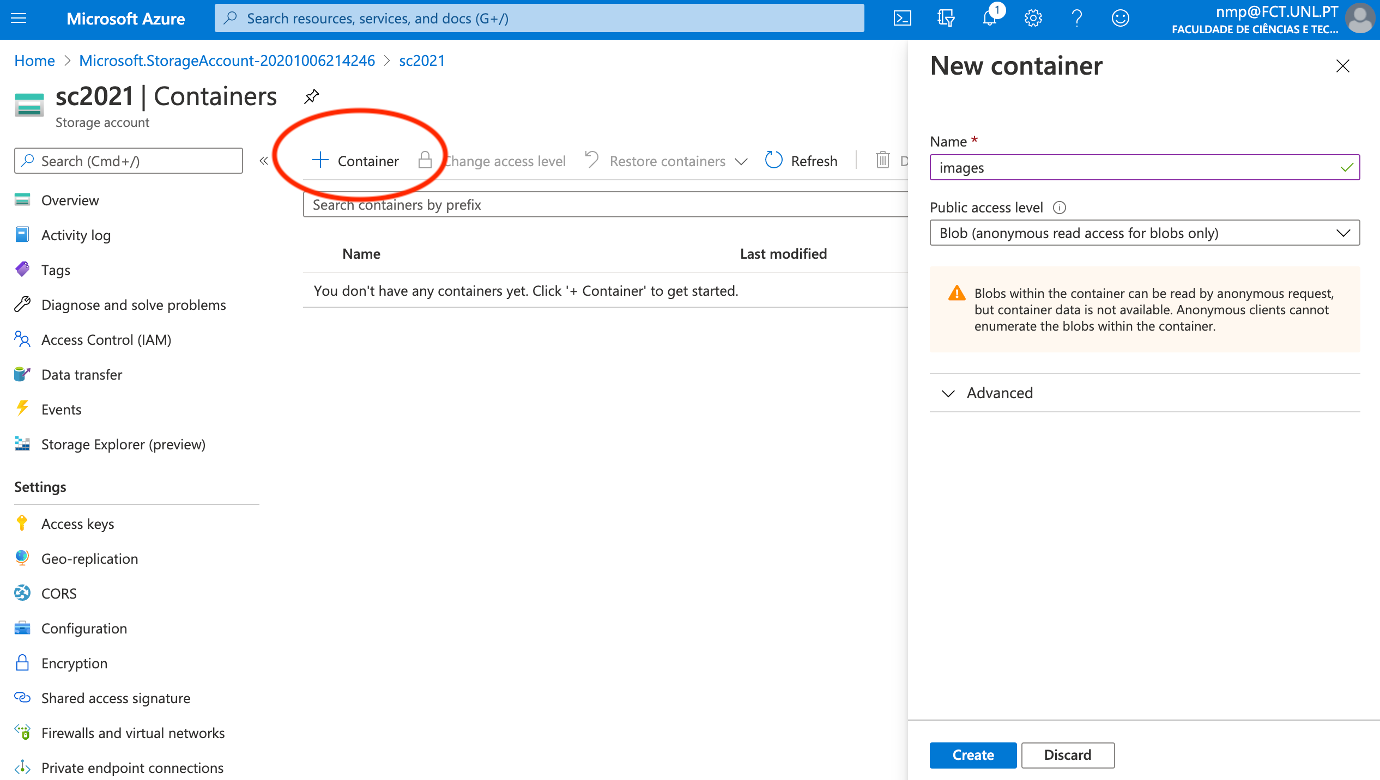 Microsoft Azure
Search resources, services, and docs (G+/)
1
nmp@FCT.UNL.PT
FACULDADE DE CIÊNCIAS E TEC...
Home > Microsoft.StorageAccount-20201006214246 > sc2021
sc2021 | Containers
Storage account
Search (Cmd+/)
«
Overview
Activity log
Tags
Diagnose and solve problems
Access Control (IAM)
Data transfer
Events
Storage Explorer (preview)
Settings
Access keys
Geo-replication
CORS
Configuration
Encryption
Shared access signature
Firewalls and virtual networks
Private endpoint connections
+ Container
Change access level
Restore containers
Refresh
D
Search containers by prefix
Name
Last modified
You don't have any containers yet. Click '+ Container' to get started.
New container
Name *
images
Public access level
Blob (anonymous read access for blobs only)
Blobs within the container can be read by anonymous request,
but container data is not available. Anonymous clients cannot
enumerate the blobs within the container.
Advanced
Create
Discard